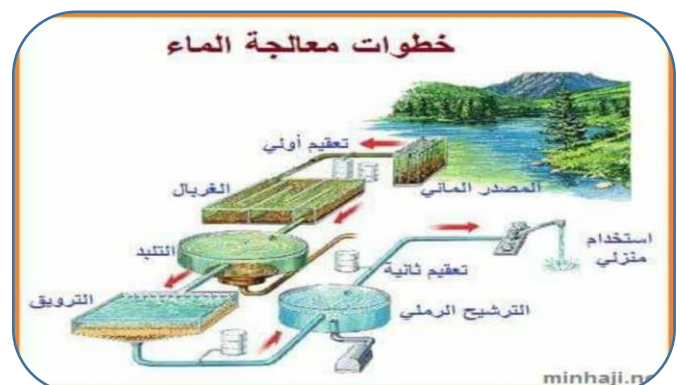 خطوات معالجة الماء
تعقيم أولي
المصدر المائي
الغربال
التلبد
استخدام
منزلي
تعقيم ثانية
الترويق
الترشيح الرملي
minhaji.ne